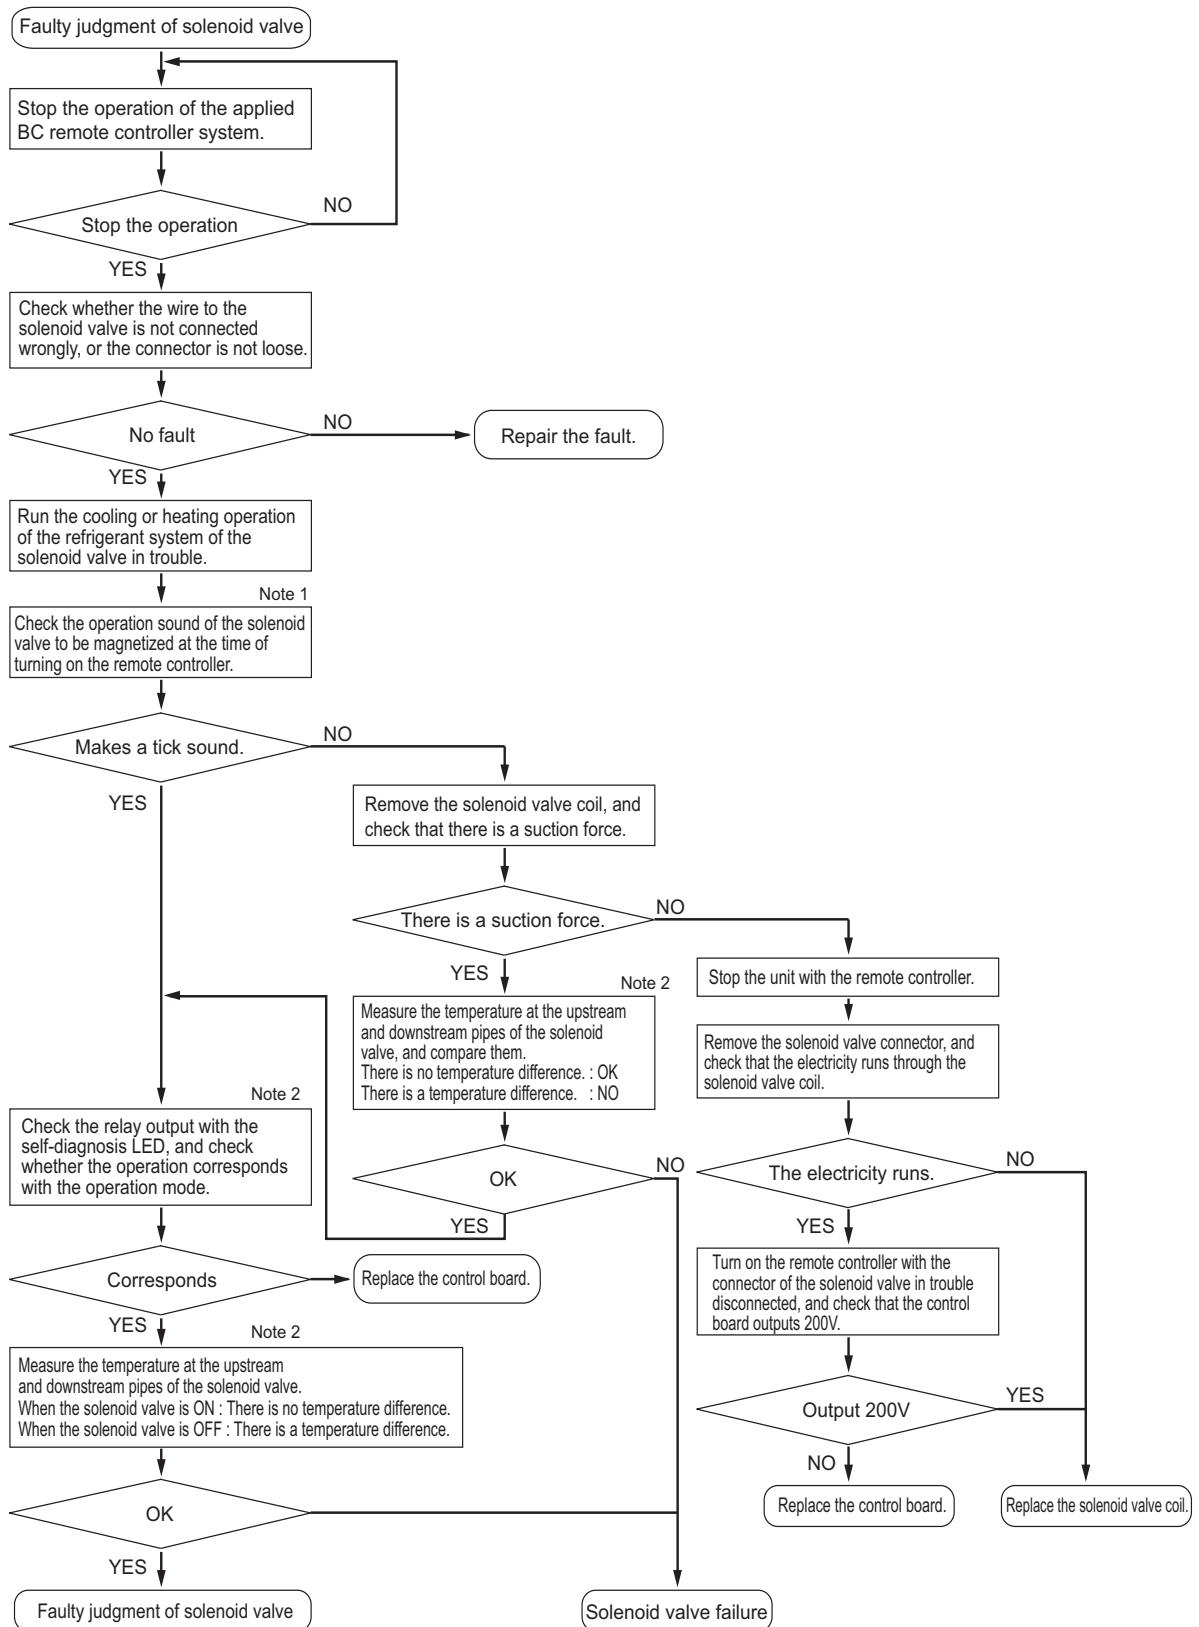 Faulty judgment of solenoid valve
Stop the operation of the applied
BC remote controller system.
Stop the operation
NO
YES
Check whether the wire to the
solenoid valve is not connected
wrongly, or the connector is not loose.
No fault
NO
Repair the fault.
YES
Run the cooling or heating operation
of the refrigerant system of the
solenoid valve in trouble.
Note 1
Check the operation sound of the solenoid
valve to be magnetized at the time of
turning on the remote controller.
Makes a tick sound.
NO
YES
Remove the solenoid valve coil, and
check that there is a suction force.
There is a suction force.
NO
YES
Note 2
Measure the temperature at the upstream
and downstream pipes of the solenoid
valve, and compare them.
There is no temperature difference. : OK
There is a temperature difference. : NO
Stop the unit with the remote controller.
Remove the solenoid valve connector, and
check that the electricity runs through the
solenoid valve coil.
Note 2
Check the relay output with the
self-diagnosis LED, and check
whether the operation corresponds
with the operation mode.
OK
NO
YES
The electricity runs.
NO
YES
Corresponds
Replace the control board.
YES
Turn on the remote controller with the
connector of the solenoid valve in trouble
disconnected, and check that the control
board outputs 200V.
Note 2
Measure the temperature at the upstream
and downstream pipes of the solenoid valve.
When the solenoid valve is ON : There is no temperature difference.
When the solenoid valve is OFF : There is a temperature difference.
Output 200V
YES
NO
Replace the control board.
Replace the solenoid valve coil.
OK
YES
Faulty judgment of solenoid valve
Solenoid valve failure